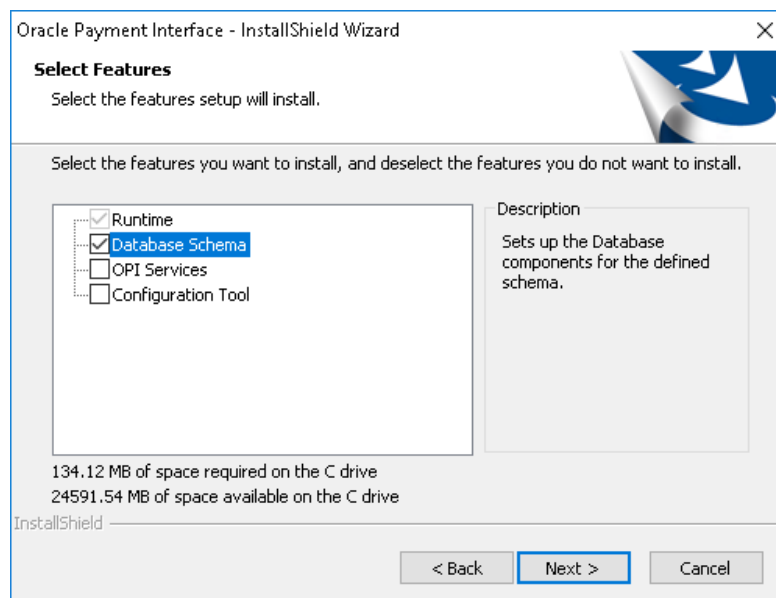 Oracle Payment Interface - InstallShield Wizard
Select Features
Select the features setup will install.
Select the features you want to install, and deselect the features you do not want to install.
Runtime
Database Schema
OPI Services
Configuration Tool
Description
Sets up the Database
components for the defined
schema.
134.12 MB of space required on the C drive
24591.54 MB of space available on the C drive
InstallShield
< Back
Next >
Cancel